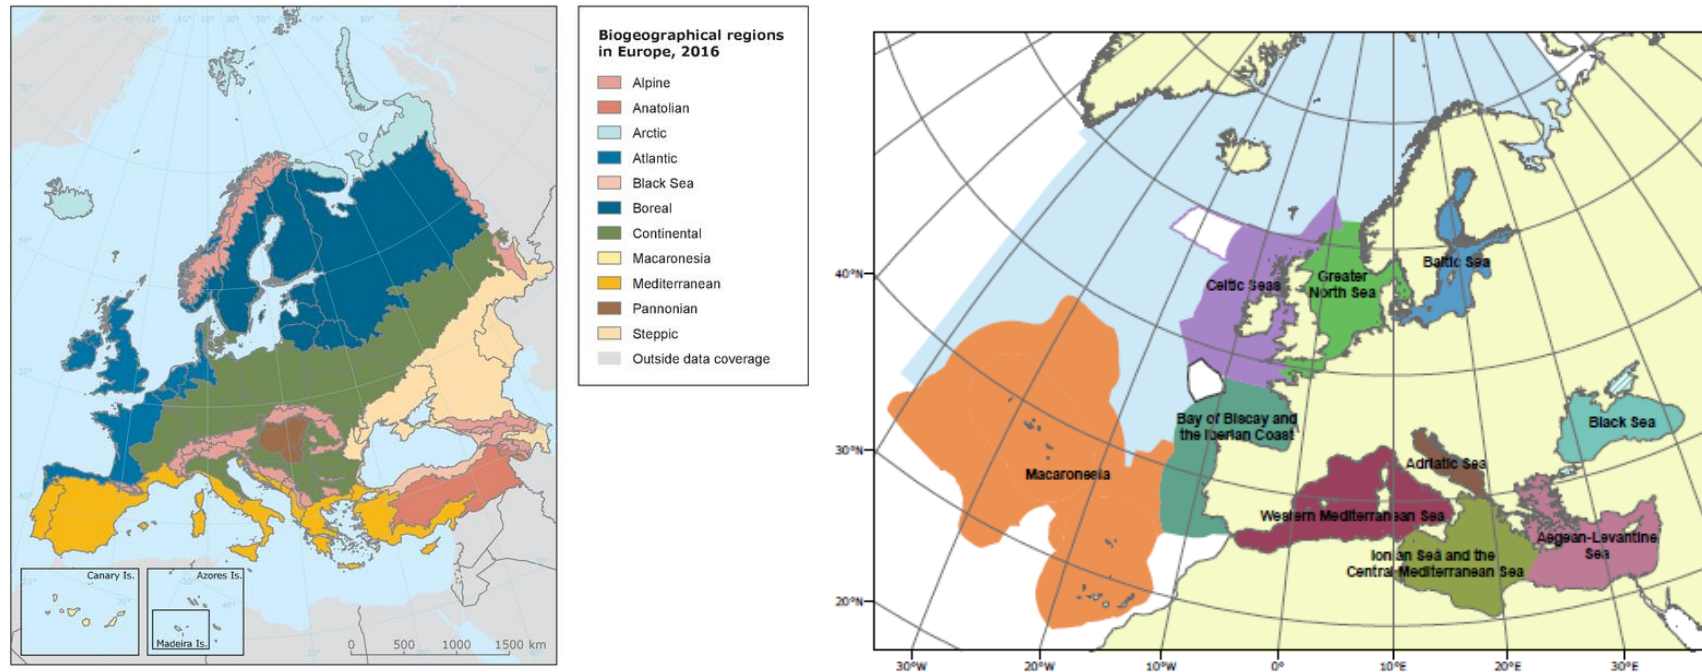 Biogeographical regions
in Europe, 2016
Alpine
Anatolian
Arctic
Atlantic
Black Sea
Boreal
Continental
Macaronesia
Mediterranean
Pannonian
Steppic
Outside data coverage
Canary Is.
Azores Is.
Madeira Is.
0 500 1000 1500 km
40°N
30°N
20°N
30°W
20°W
10°W
0°
10°E
20°E
30°E
Celtic Seas
Greater
North Sea
Baltic Sea
Bay of Biscay and
the Iberian Coast
Macaronesia
Black Sea
Adriatic Sea
Western Mediterranean Sea
Ionian Sea and the
Central Mediterranean Sea
Aegean-Levantine
Sea